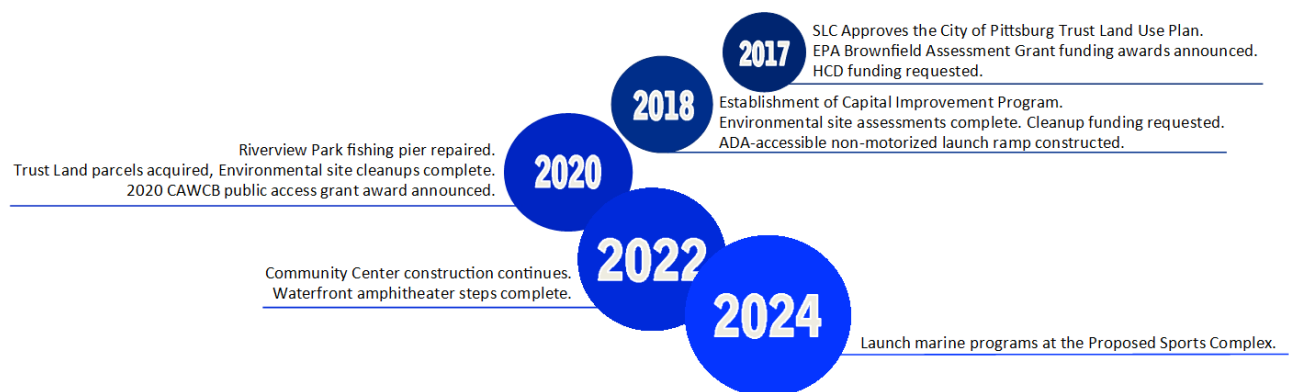 2017
SLC Approves the City of Pittsburg Trust Land Use Plan.
EPA Brownfield Assessment Grant funding awards announced.
HCD funding requested.
2018
Establishment of Capital Improvement Program.
Environmental site assessments complete. Cleanup funding requested.
ADA-accessible non-motorized launch ramp constructed.
2020
Riverview Park fishing pier repaired.
Trust Land parcels acquired, Environmental site cleanups complete.
2020 CAWCB public access grant award announced.
2022
Community Center construction continues.
Waterfront amphitheater steps complete.
2024
Launch marine programs at the Proposed Sports Complex.